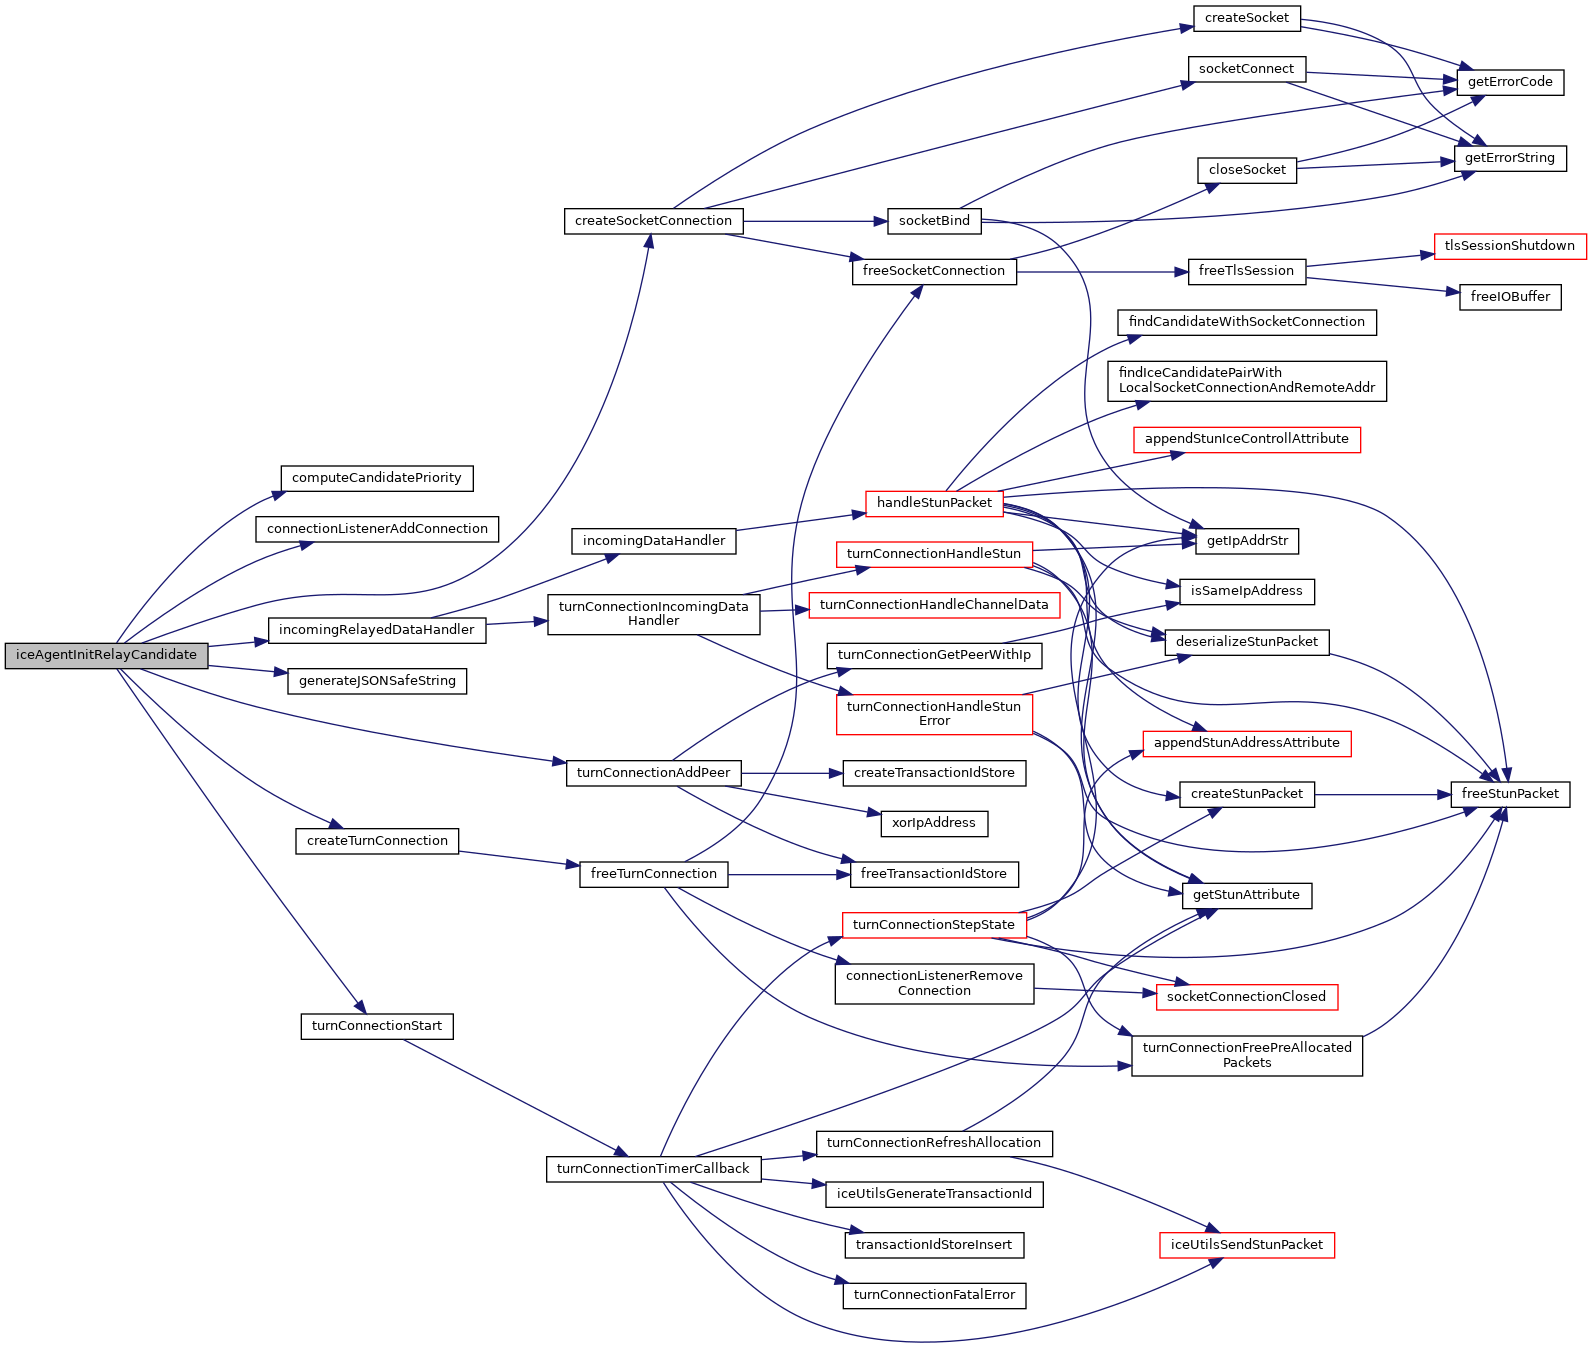 createSocket
socketConnect
getErrorCode
getErrorString
closeSocket
createSocketConnection
socketBind
tlsSessionShutdown
freeSocketConnection
freeTlsSession
freeIOBuffer
findCandidateWithSocketConnection
findIceCandidatePairWith
LocalSocketConnectionAndRemoteAddr
appendStunIceControllAttribute
computeCandidatePriority
handleStunPacket
connectionListenerAddConnection
incomingDataHandler
getIpAddrStr
turnConnectionHandleStun
isSameIpAddress
turnConnectionIncomingData
Handler
turnConnectionHandleChannelData
incomingRelayedDataHandler
deserializeStunPacket
iceAgentInitRelayCandidate
turnConnectionGetPeerWithIp
generateJSONSafeString
turnConnectionHandleStun
Error
appendStunAddressAttribute
turnConnectionAddPeer
createTransactionIdStore
createStunPacket
freeStunPacket
xorIpAddress
createTurnConnection
freeTurnConnection
freeTransactionIdStore
getStunAttribute
turnConnectionStepState
connectionListenerRemove
Connection
socketConnectionClosed
turnConnectionStart
turnConnectionFreePreAllocated
Packets
turnConnectionRefreshAllocation
turnConnectionTimerCallback
iceUtilsGenerateTransactionId
transactionIdStoreInsert
iceUtilsSendStunPacket
turnConnectionFatalError